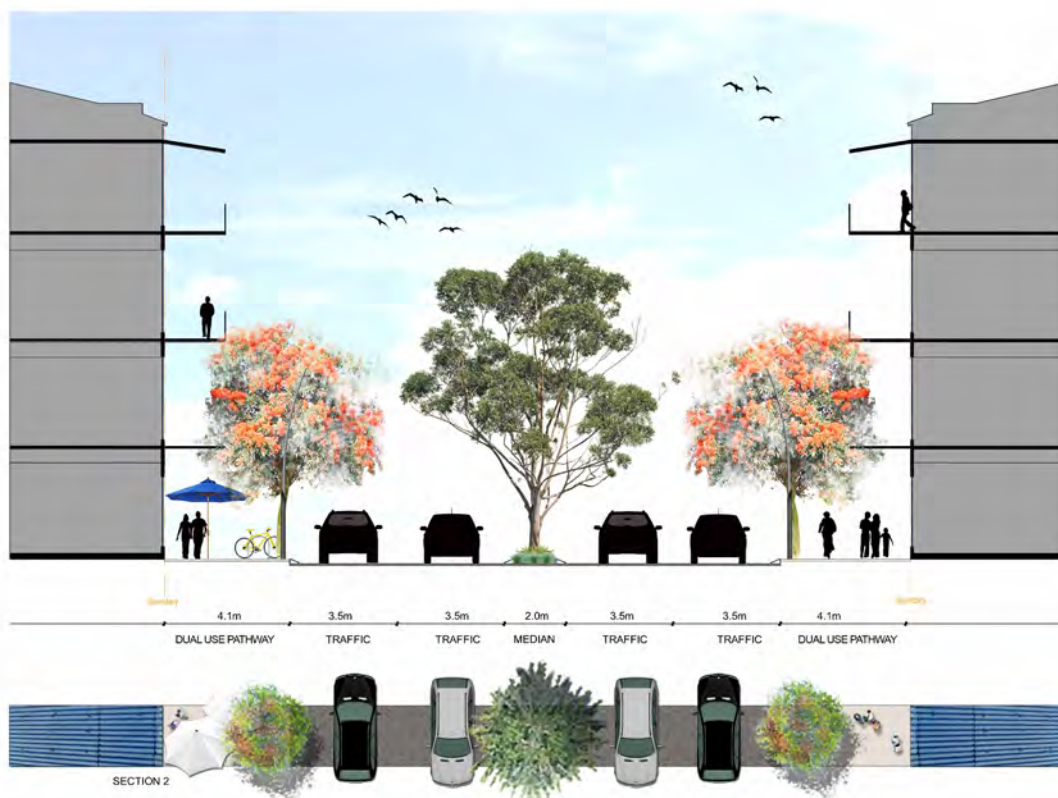 4.1m 3.5m 3.5m 2.0m 3.5m 3.5m 4.1m
DUAL USE PATHWAY TRAFFIC TRAFFIC MEDIAN TRAFFIC TRAFFIC DUAL USE PATHWAY
SECTION 2